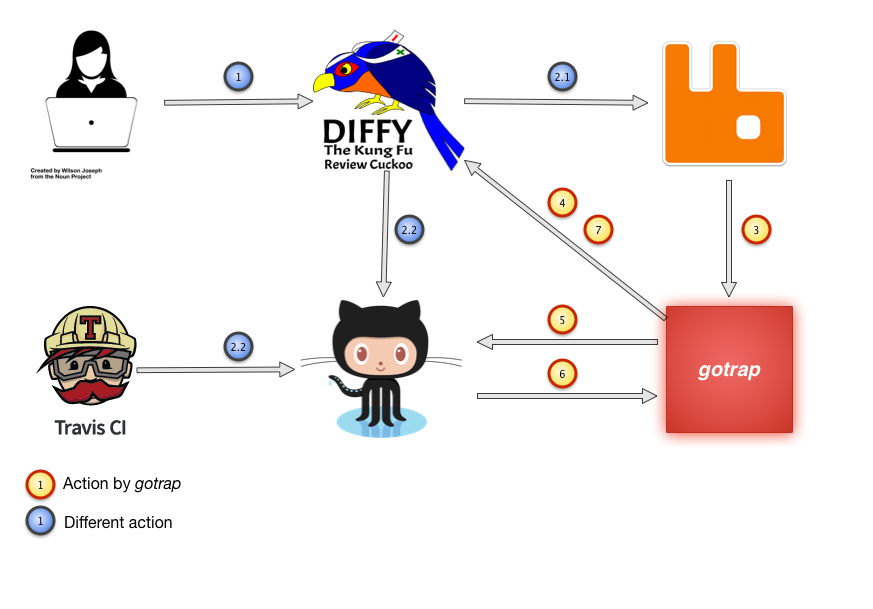 1
2.1
DIFFY
The Kung Fu
Review Cuckoo
Created by Wilson Joseph
from the Noun Project
4
7
2.2
3
5
T
2.2
gotrap
6
Travis CI
1 Action by gotrap
1 Different action